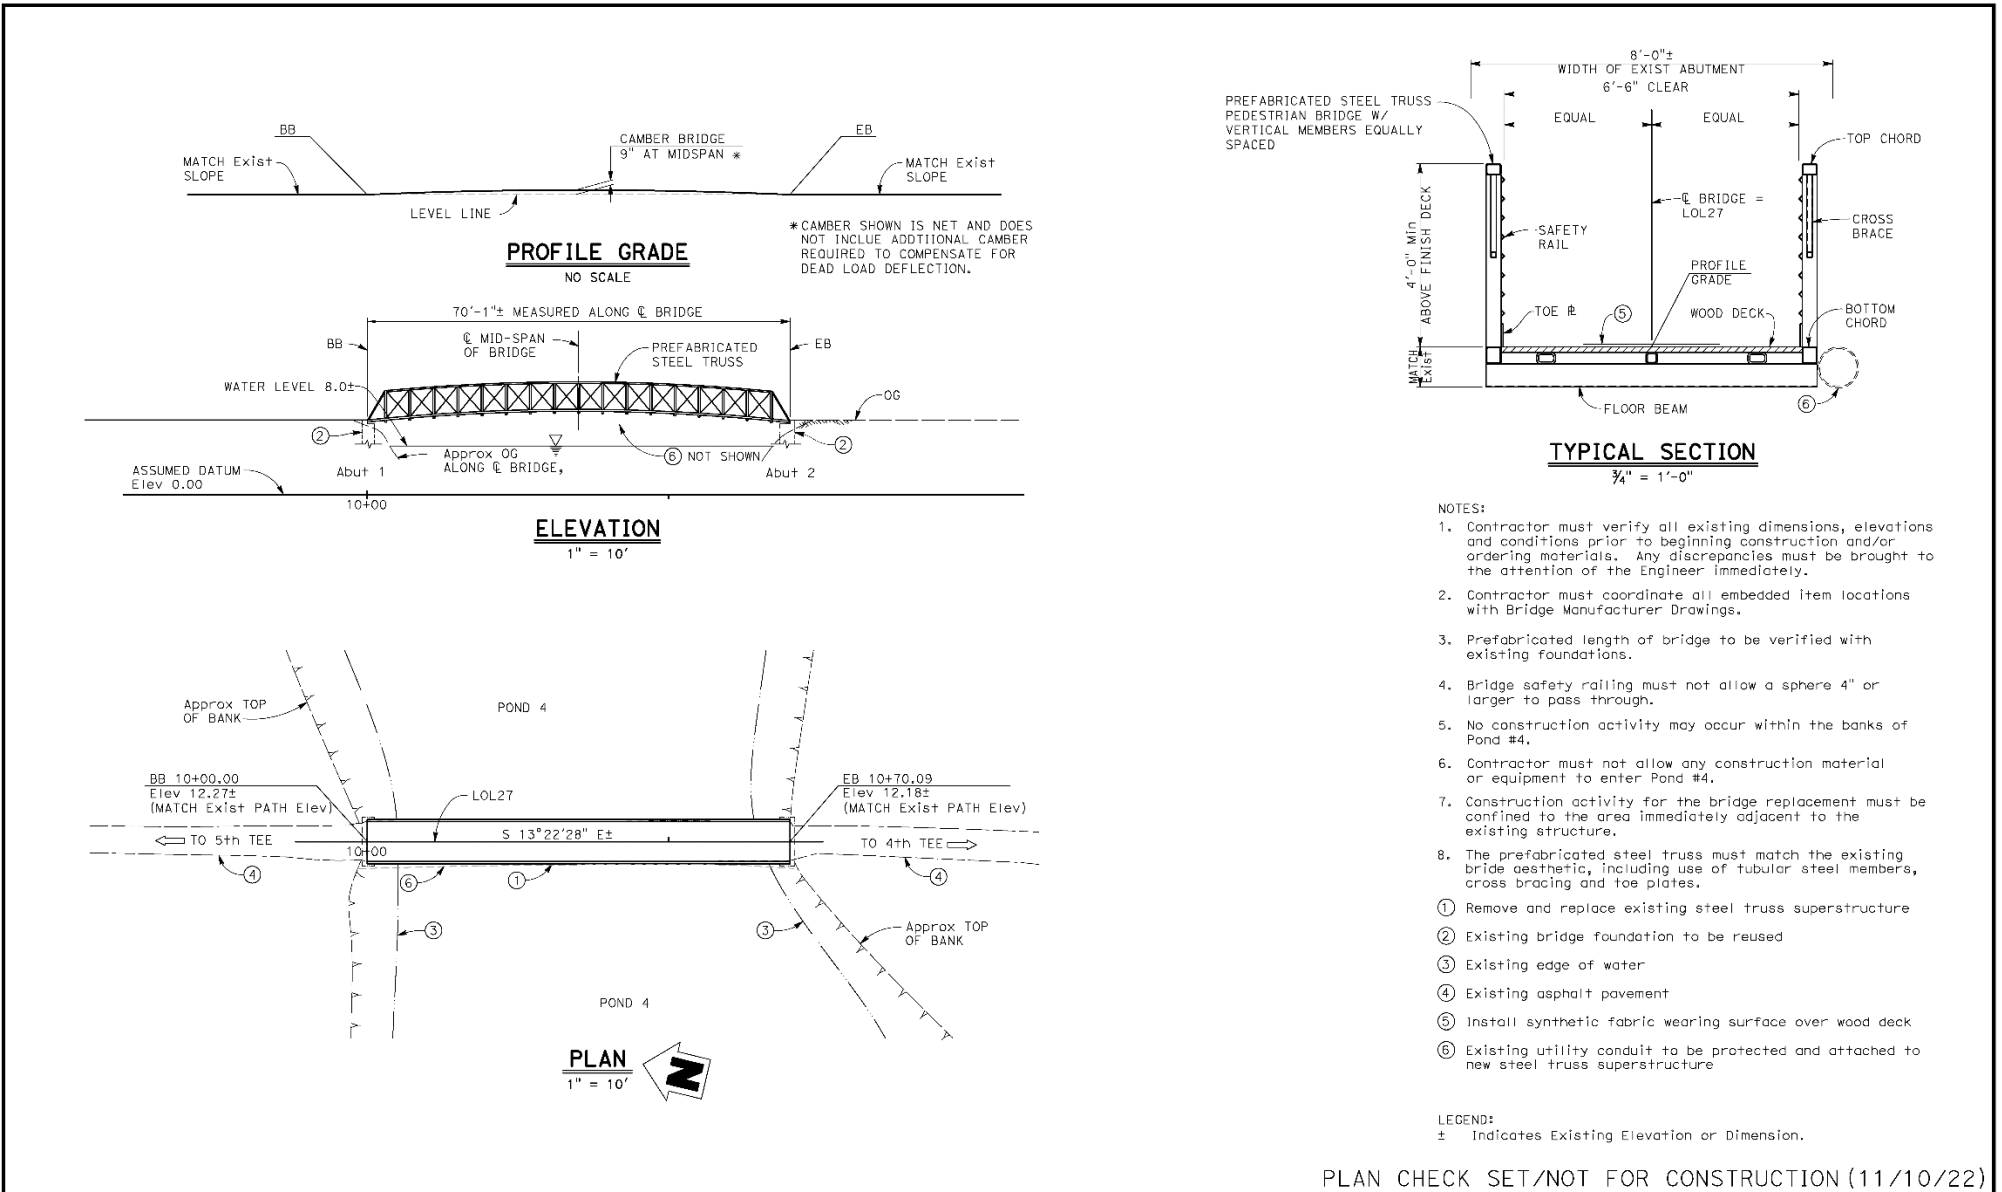 BB
MATCH Exist
SLOPE
CAMBER BRIDGE
9" AT MIDSPAN *
EB
MATCH Exist
SLOPE
LEVEL LINE
PROFILE GRADE
NO SCALE
* CAMBER SHOWN IS NET AND DOES
NOT INCLUE ADDTIIONAL CAMBER
REQUIRED TO COMPENSATE FOR
DEAD LOAD DEFLECTION.
70'-1"± MEASURED ALONG ℄ BRIDGE
BB
℄ MID-SPAN
OF BRIDGE
PREFABRICATED
STEEL TRUSS
EB
WATER LEVEL 8.0±
OG
2
2
Approx OG
ALONG ℄ BRIDGE,
6 NOT SHOWN
Abut 1
Abut 2
ASSUMED DATUM
Elev 0.00
10+00
ELEVATION
1" = 10'
Approx TOP
OF BANK
POND 4
BB 10+00.00
Elev 12.27±
(MATCH Exist PATH Elev)
LOL27
EB 10+70.09
Elev 12.18±
(MATCH Exist PATH Elev)
TO 5th TEE
S 13°22'28" E±
TO 4th TEE
10+00
4
6
1
4
3
3
Approx TOP
OF BANK
POND 4
PLAN
1" = 10'
N
8'-0"±
WIDTH OF EXIST ABUTMENT
6'-6" CLEAR
PREFABRICATED STEEL TRUSS
PEDESTRIAN BRIDGE W/
VERTICAL MEMBERS EQUALLY
SPACED
EQUAL
EQUAL
TOP CHORD
℄ BRIDGE =
LOL27
4'-0" Min
ABOVE FINISH DECK
SAFETY
RAIL
CROSS
BRACE
PROFILE
GRADE
TOE ⅊
5
WOOD DECK
BOTTOM
CHORD
MATCH
Exist
FLOOR BEAM
6
TYPICAL SECTION
¾" = 1'-0"
NOTES:
1. Contractor must verify all existing dimensions, elevations
and conditions prior to beginning construction and/or
ordering materials. Any discrepancies must be brought to
the attention of the Engineer immediately.
2. Contractor must coordinate all embedded item locations
with Bridge Manufacturer Drawings.
3. Prefabricated length of bridge to be verified with
existing foundations.
4. Bridge safety railing must not allow a sphere 4" or
larger to pass through.
5. No construction activity may occur within the banks of
Pond #4.
6. Contractor must not allow any construction material
or equipment to enter Pond #4.
7. Construction activity for the bridge replacement must be
confined to the area immediately adjacent to the
existing structure.
8. The prefabricated steel truss must match the existing
bride aesthetic, including use of tubular steel members,
cross bracing and toe plates.
1 Remove and replace existing steel truss superstructure
2 Existing bridge foundation to be reused
3 Existing edge of water
4 Existing asphalt pavement
5 Install synthetic fabric wearing surface over wood deck
6 Existing utility conduit to be protected and attached to
new steel truss superstructure
LEGEND:
± Indicates Existing Elevation or Dimension.
PLAN CHECK SET/NOT FOR CONSTRUCTION (11/10/22)